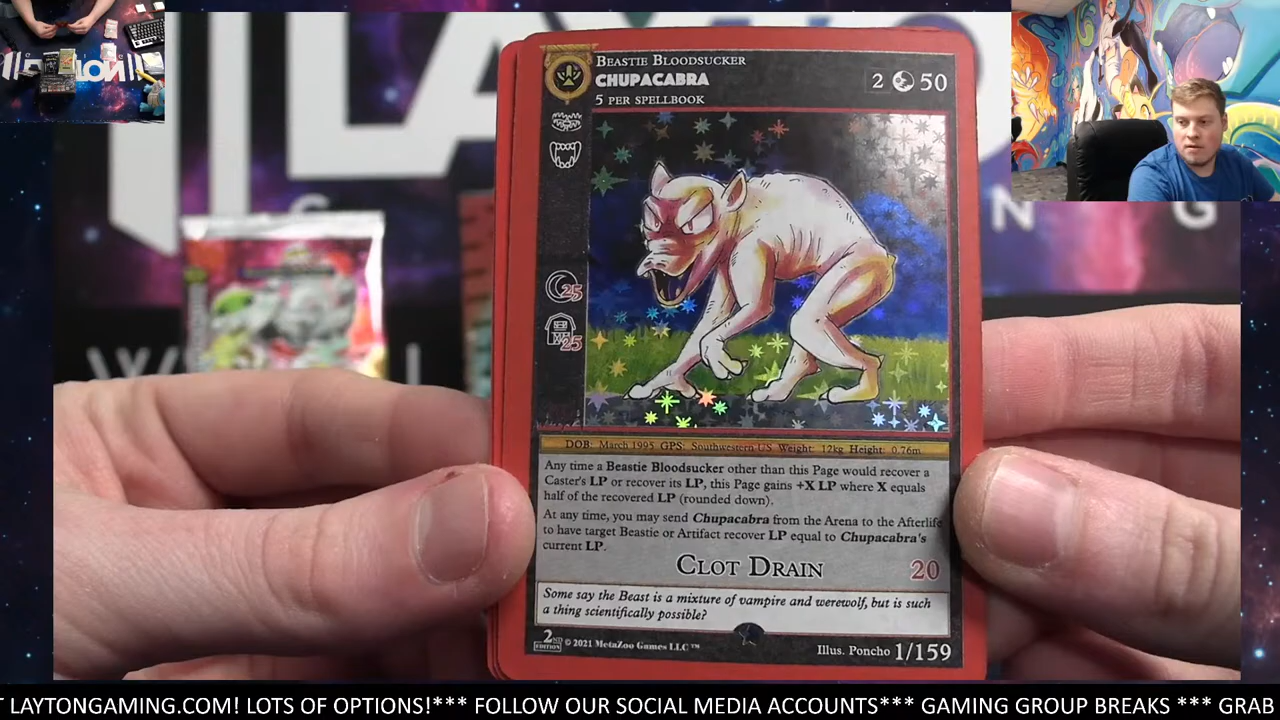 BEASTIE BLOODSUCKER
CHUPACABRA
2 50
5 PER SPELLBOOK
25
25
DOB: March 1995 GPS: Southwestern US Weight: 12kg Height: 0.76m
Any time a Beastie Bloodsucker other than this Page would recover a
Caster's LP or recover its LP, this Page gains +X LP where X equals
half of the recovered LP (rounded down).
At any time, you may send Chupacabra from the Arena to the Afterlife
to have target Beastie or Artifact recover LP equal to Chupacabra's
current LP.
CLOT DRAIN 20
Some say the Beast is a mixture of vampire and werewolf, but is such
a thing scientifically possible?
2ND EDITION © 2021 MetaZoo Games LLC ™
Illus. Poncho 1/159
N G
LAYTONGAMING.COM! LOTS OF OPTIONS!*** FOLLOW OUR SOCIAL MEDIA ACCOUNTS*** GAMING GROUP BREAKS *** GRAB